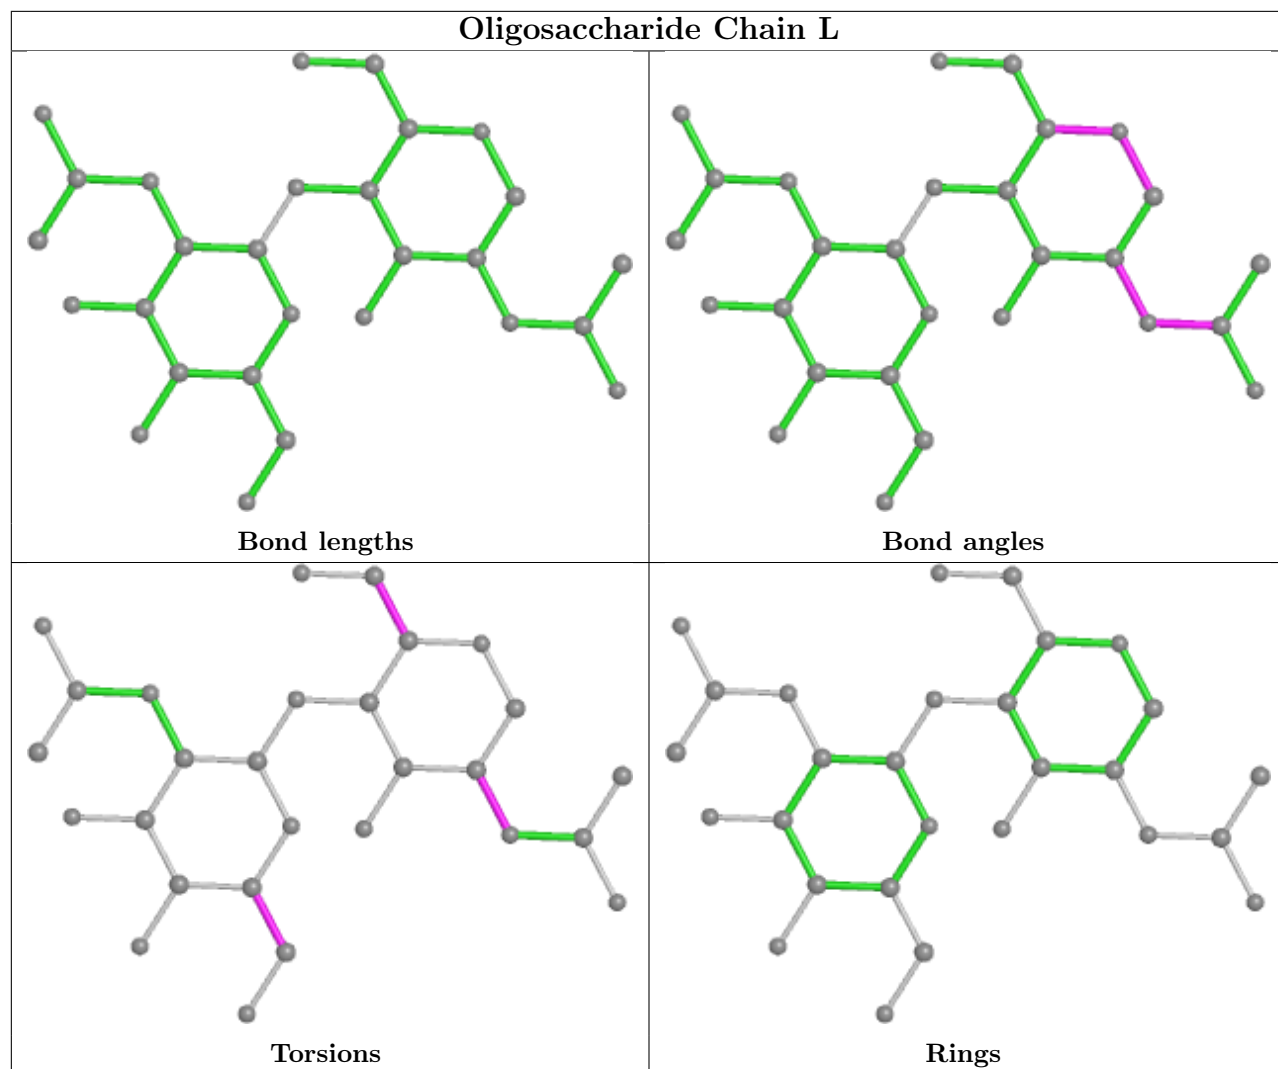 Oligosaccharide Chain L
Bond lengths
Bond angles
Torsions
Rings